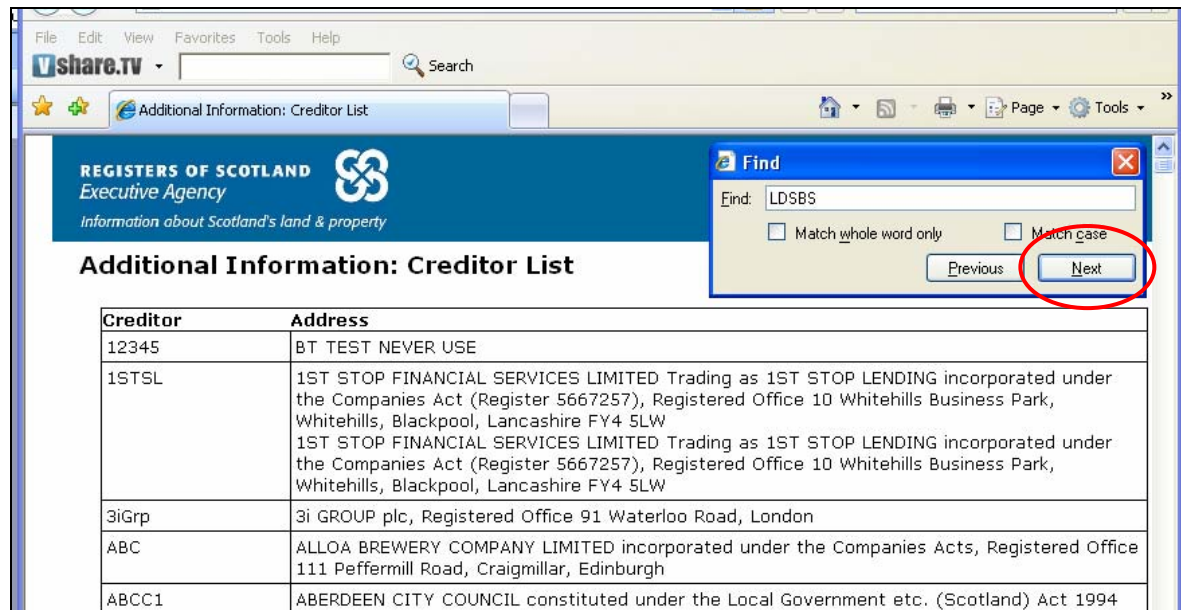 File Edit View Favorites Tools Help
Vshare.TV
Search
Additional Information: Creditor List
Page Tools »
REGISTERS OF SCOTLAND
Executive Agency
Information about Scotland's land & property
Find
Find: LDSBS
Match whole word only Match case
Previous Next
Additional Information: Creditor List
Creditor Address
12345 BT TEST NEVER USE
1STSL 1ST STOP FINANCIAL SERVICES LIMITED Trading as 1ST STOP LENDING incorporated under
the Companies Act (Register 5667257), Registered Office 10 Whitehills Business Park,
Whitehills, Blackpool, Lancashire FY4 5LW
1ST STOP FINANCIAL SERVICES LIMITED Trading as 1ST STOP LENDING incorporated under
the Companies Act (Register 5667257), Registered Office 10 Whitehills Business Park,
Whitehills, Blackpool, Lancashire FY4 5LW
3iGrp 3i GROUP plc, Registered Office 91 Waterloo Road, London
ABC ALLOA BREWERY COMPANY LIMITED incorporated under the Companies Acts, Registered Office
111 Peffermill Road, Craigmillar, Edinburgh
ABCC1 ABERDEEN CITY COUNCIL constituted under the Local Government etc. (Scotland) Act 1994